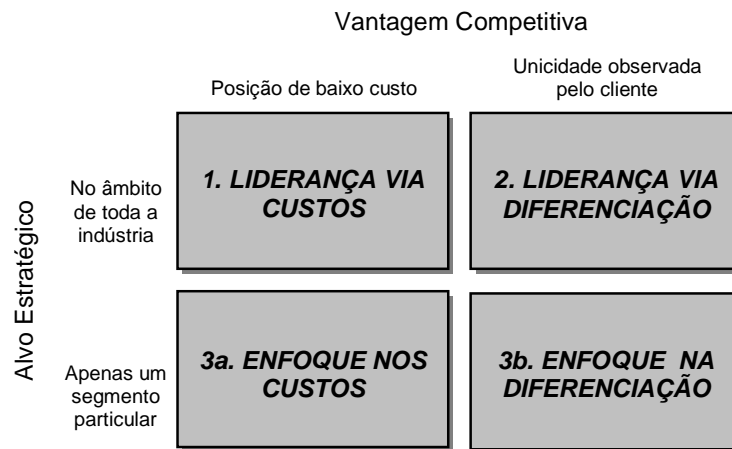 Vantagem Competitiva
Posição de baixo custo
Unicidade observada
pelo cliente
Alvo Estratégico
No âmbito
de toda a
indústria
1. LIDERANÇA VIA
CUSTOS
2. LIDERANÇA VIA
DIFERENCIAÇÃO
Apenas um
segmento
particular
3a. ENFOQUE NOS
CUSTOS
3b. ENFOQUE NA
DIFERENCIAÇÃO